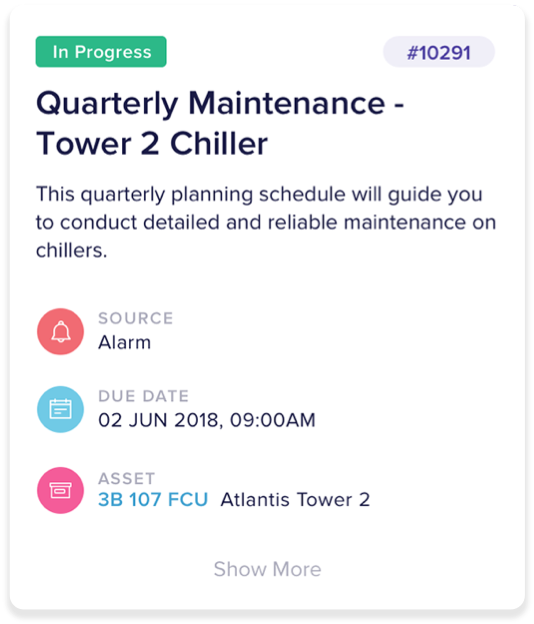 In Progress
#10291
Quarterly Maintenance -
Tower 2 Chiller
This quarterly planning schedule will guide you
to conduct detailed and reliable maintenance on
chillers.
SOURCE
Alarm
DUE DATE
02 JUN 2018, 09:00AM
ASSET
3B 107 FCU Atlantis Tower 2
Show More